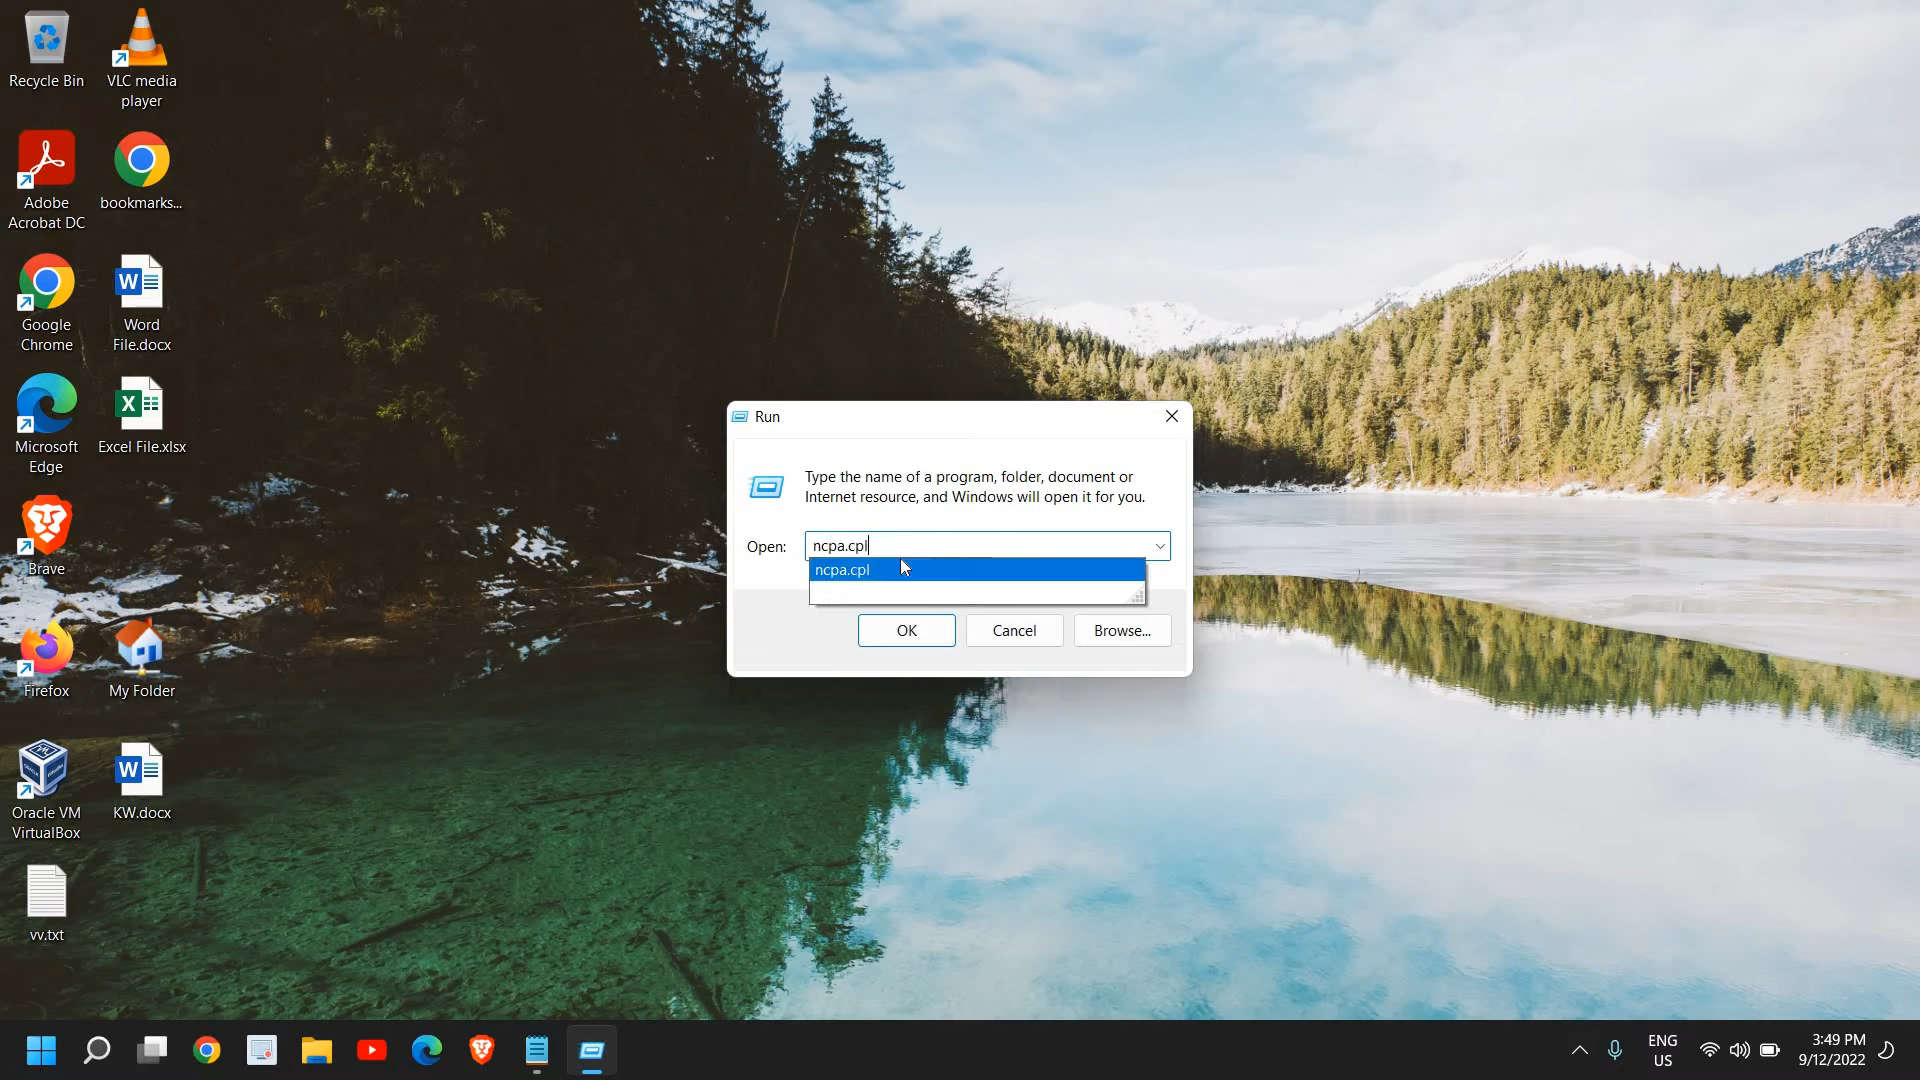 Recycle Bin
VLC media
player
Adobe
Acrobat DC
bookmarks...
Google
Chrome
Word
File.docx
Microsoft
Edge
Excel File.xlsx
Brave
Firefox
My Folder
Oracle VM
VirtualBox
KW.docx
vv.txt
Run
Type the name of a program, folder, document or
Internet resource, and Windows will open it for you.
Open:
ncpa.cpl
ncpa.cpl
OK
Cancel
Browse...
ENG
US
3:49 PM
9/12/2022